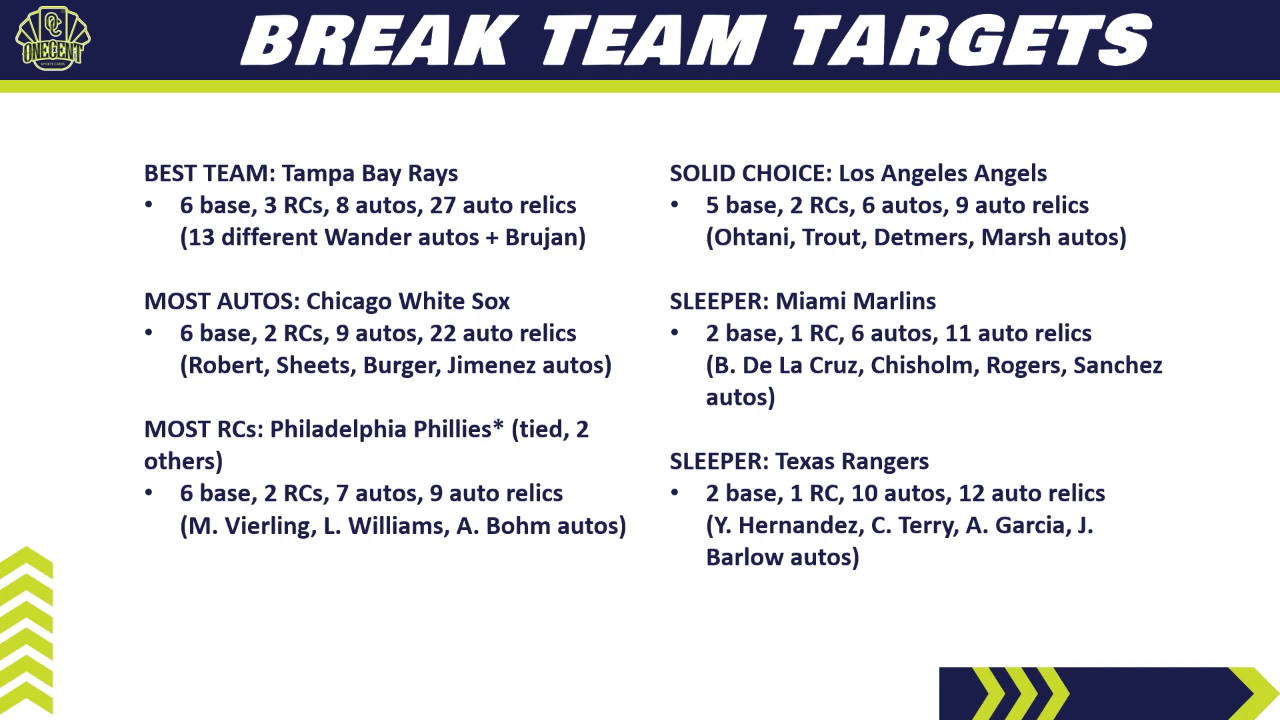 BREAK TEAM TARGETS
OC
ONEGENT
SPORTS CARDS
BEST TEAM: Tampa Bay Rays
• 6 base, 3 RCs, 8 autos, 27 auto relics
(13 different Wander autos + Brujan)
MOST AUTOS: Chicago White Sox
• 6 base, 2 RCs, 9 autos, 22 auto relics
(Robert, Sheets, Burger, Jimenez autos)
MOST RCs: Philadelphia Phillies* (tied, 2
others)
• 6 base, 2 RCs, 7 autos, 9 auto relics
(M. Vierling, L. Williams, A. Bohm autos)
SOLID CHOICE: Los Angeles Angels
• 5 base, 2 RCs, 6 autos, 9 auto relics
(Ohtani, Trout, Detmers, Marsh autos)
SLEEPER: Miami Marlins
• 2 base, 1 RC, 6 autos, 11 auto relics
(B. De La Cruz, Chisholm, Rogers, Sanchez
autos)
SLEEPER: Texas Rangers
• 2 base, 1 RC, 10 autos, 12 auto relics
(Y. Hernandez, C. Terry, A. Garcia, J.
Barlow autos)